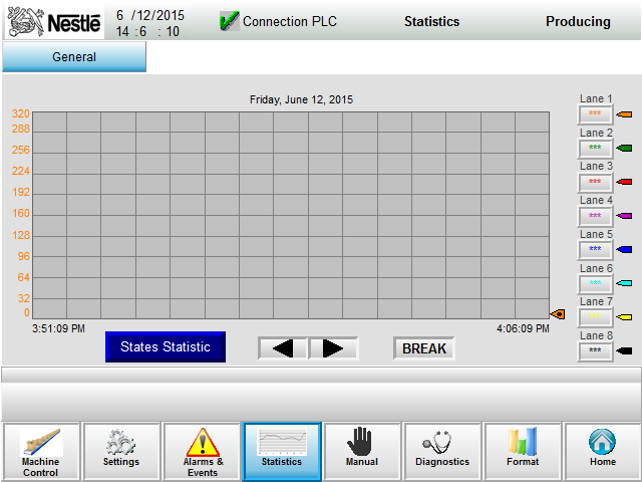 Nestlé
6 /12/2015
14 :6 : 10
Connection PLC
Statistics
Producing
General
Friday, June 12, 2015
320
288
256
224
192
160
128
96
64
32
0
3:51:09 PM
4:06:09 PM
Lane 1
***
Lane 2
***
Lane 3
***
Lane 4
***
Lane 5
***
Lane 6
***
Lane 7
***
Lane 8
***
States Statistic
BREAK
Machine
Control
Settings
Alarms &
Events
Statistics
Manual
Diagnostics
Format
Home